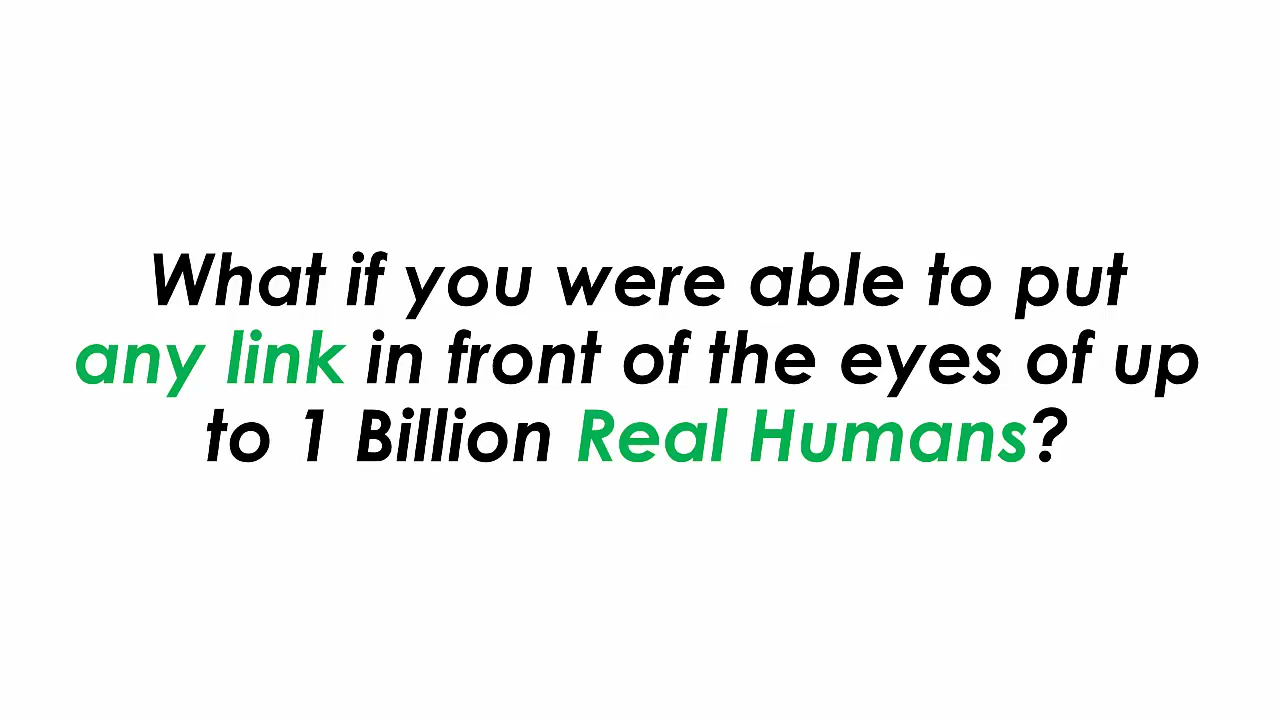 What if you were able to put
any link in front of the eyes of up
to 1 Billion Real Humans?